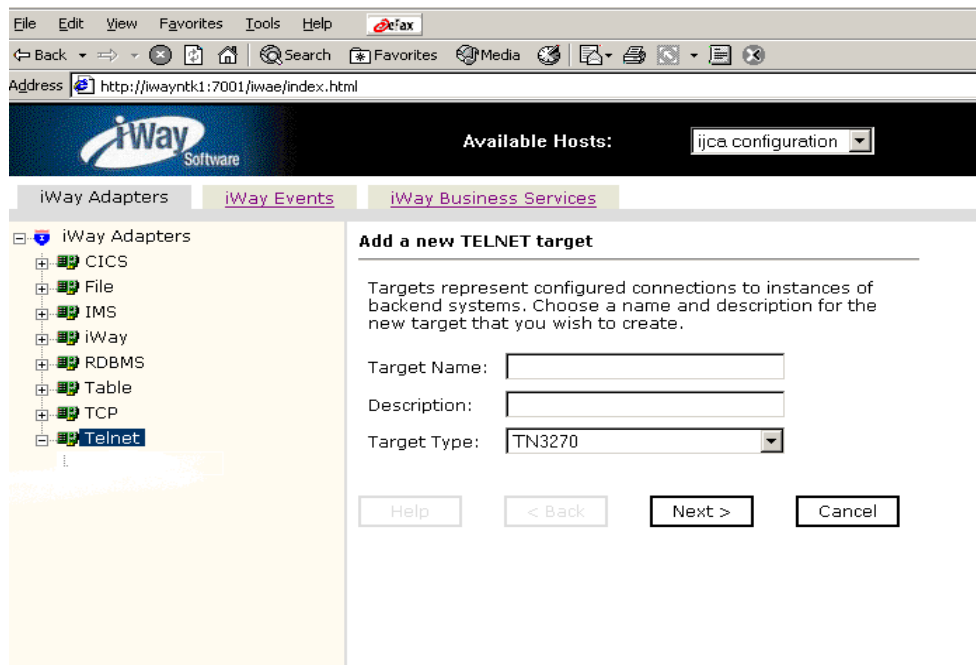 File Edit View Favorites Tools Help eFax
Back Search Favorites Media
Address http://iwayntk1:7001/iwae/index.html
iWay Software Available Hosts: ijca configuration
iWay Adapters iWay Events iWay Business Services
iWay Adapters
CICS
File
IMS
iWay
RDBMS
Table
TCP
Telnet
Add a new TELNET target
Targets represent configured connections to instances of
backend systems. Choose a name and description for the
new target that you wish to create.
Target Name:
Description:
Target Type: TN3270
Help < Back Next > Cancel